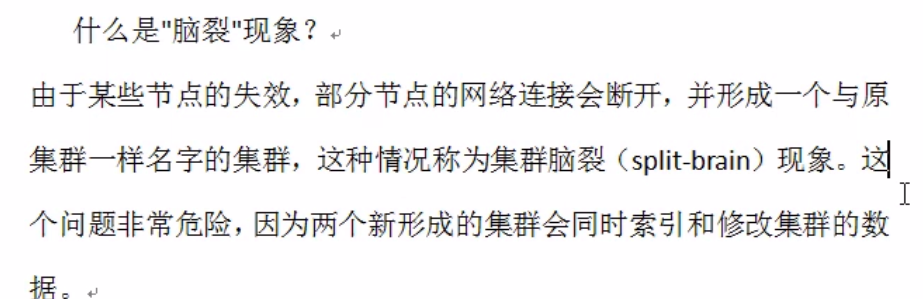 什么是"脑裂"现象？
由于某些节点的失效，部分节点的网络连接会断开，并形成一个与原
集群一样名字的集群，这种情况称为集群脑裂（split-brain）现象。这
个问题非常危险，因为两个新形成的集群会同时索引和修改集群的数
据。